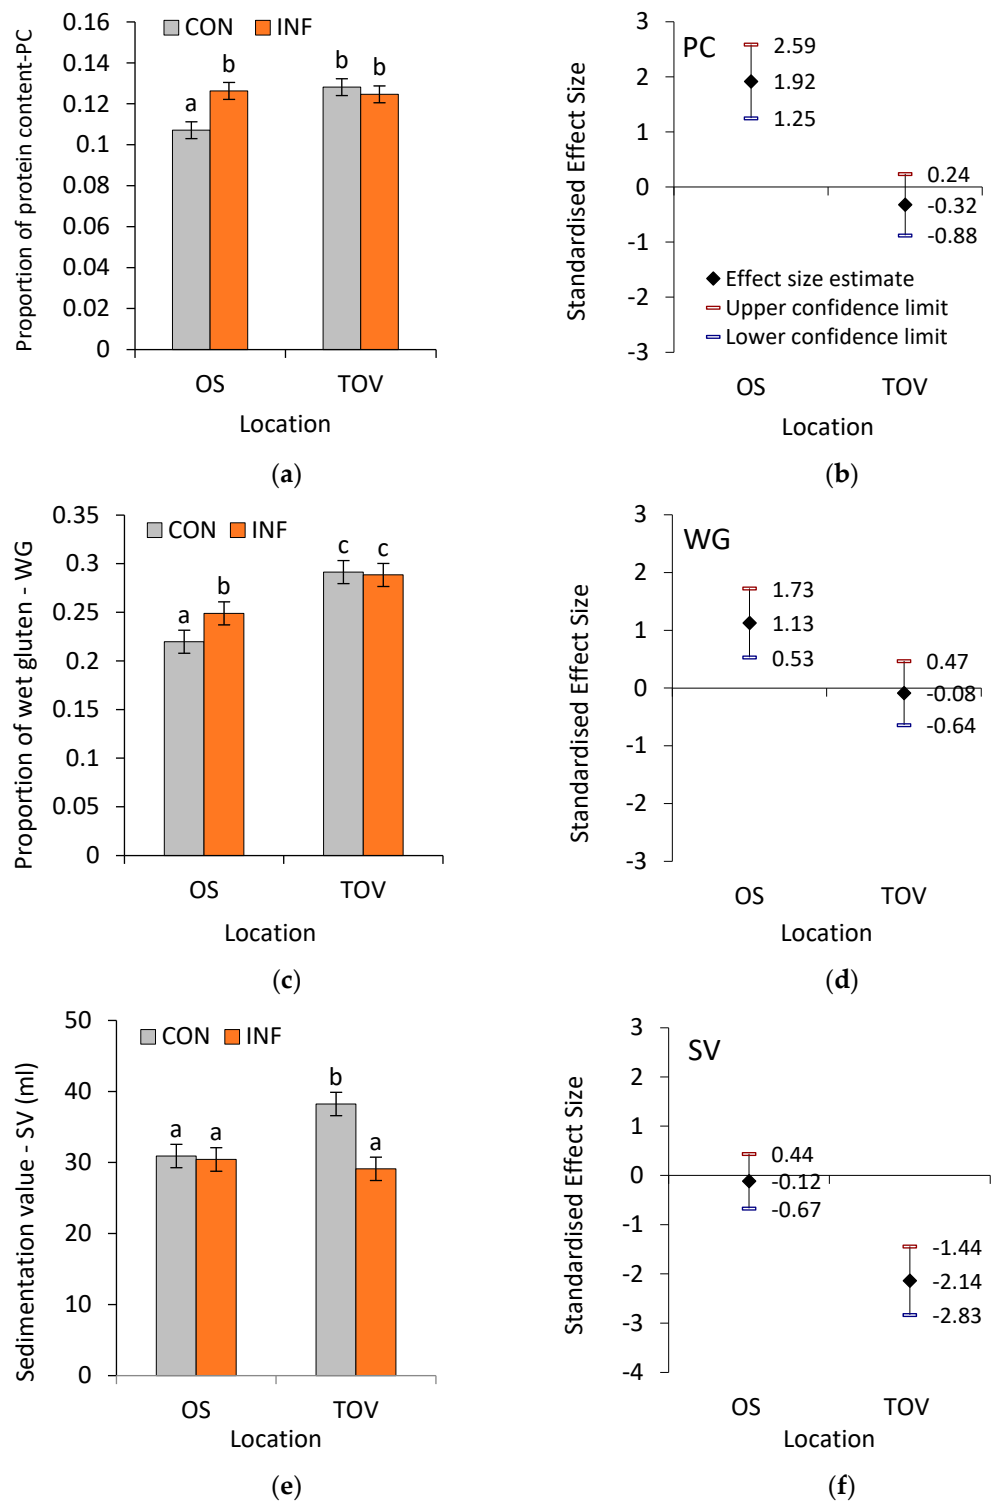 CON INF
Proportion of protein content-PC
0.16
0.14
0.12
0.1
0.08
0.06
0.04
0.02
0
a
b
b
b
OS TOV
Location
(a)
PC
Standardised Effect Size
3
2
1
0
-1
-2
-3
2.59
1.92
1.25
0.24
-0.32
-0.88
Effect size estimate
Upper confidence limit
Lower confidence limit
OS TOV
Location
(b)
CON INF
Proportion of wet gluten - WG
0.35
0.3
0.25
0.2
0.15
0.1
0.05
0
a
b
c
c
OS TOV
Location
(c)
WG
Standardised Effect Size
3
2
1
0
-1
-2
-3
1.73
1.13
0.53
0.47
-0.08
-0.64
OS TOV
Location
(d)
CON INF
Sedimentation value - SV (ml)
50
40
30
20
10
0
a
a
b
a
OS TOV
Location
(e)
SV
Standardised Effect Size
3
2
1
0
-1
-2
-3
-4
0.44
-0.12
-0.67
-1.44
-2.14
-2.83
OS TOV
Location
(f)